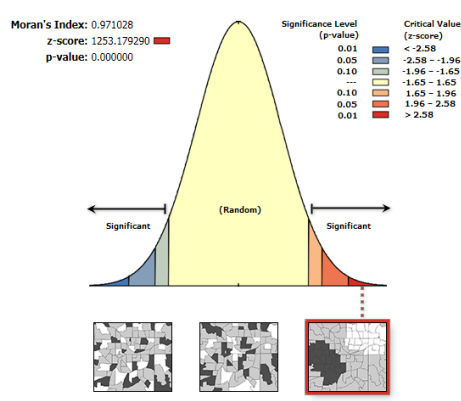 Moran's Index: 0.971028
z-score: 1253.179290
p-value: 0.000000
Significance Level
(p-value)
Critical Value
(z-score)
0.01 < -2.58
0.05 -2.58 – -1.96
0.10 -1.96 – -1.65
--- -1.65 – 1.65
0.10 1.65 – 1.96
0.05 1.96 – 2.58
0.01 > 2.58
Significant
(Random)
Significant